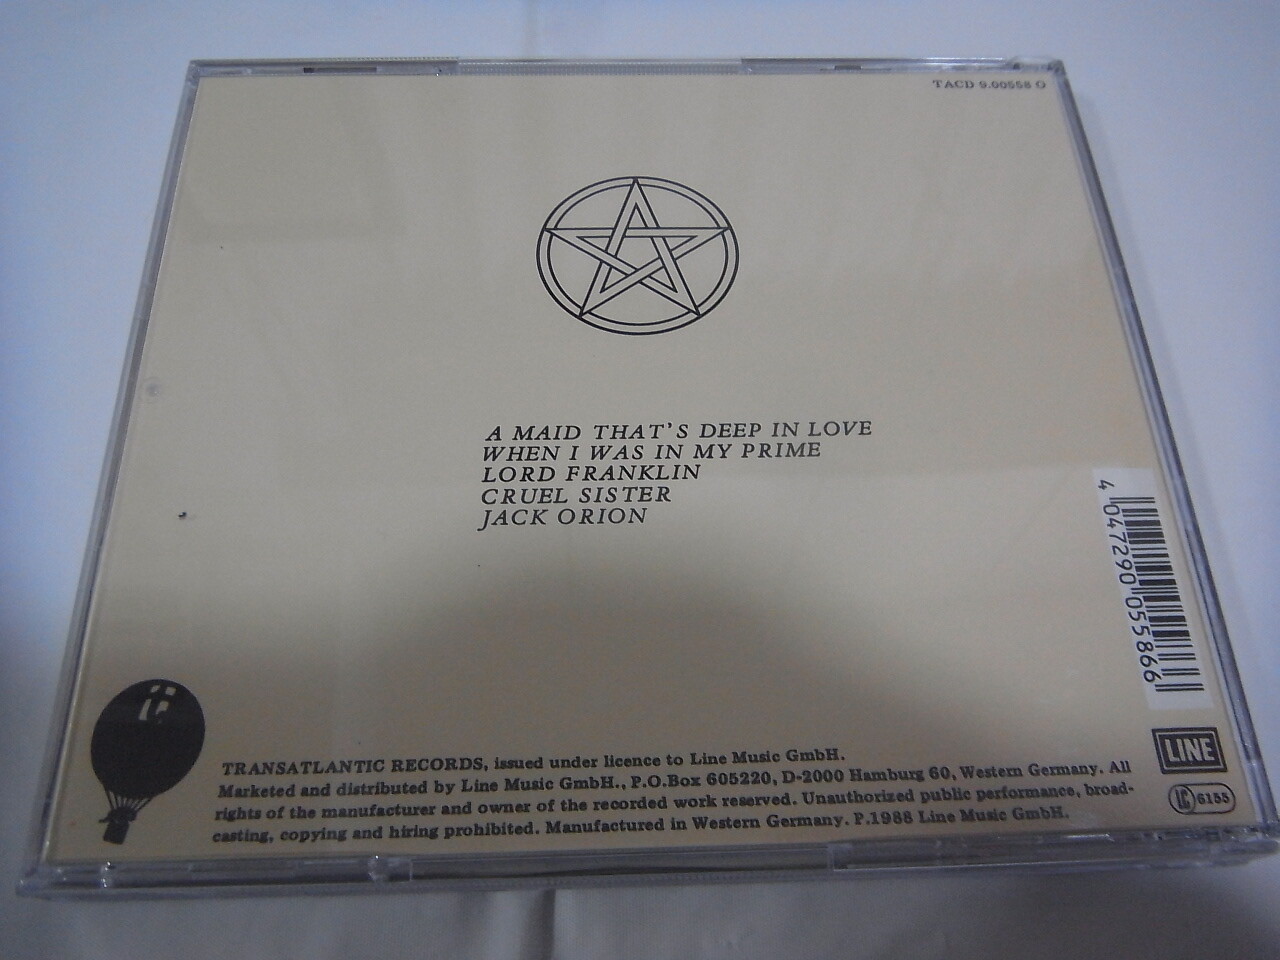 TACD 9.00558 O
A MAID THAT'S DEEP IN LOVE
WHEN I WAS IN MY PRIME
LORD FRANKLIN
CRUEL SISTER
JACK ORION
4 047290 055866
LINE
LC 6155
TRANSATLANTIC RECORDS, issued under licence to Line Music GmbH.
Marketed and distributed by Line Music GmbH., P.O.Box 605220, D-2000 Hamburg 60, Western Germany. All
rights of the manufacturer and owner of the recorded work reserved. Unauthorized public performance, broad-
casting, copying and hiring prohibited. Manufactured in Western Germany. P.1988 Line Music GmbH.